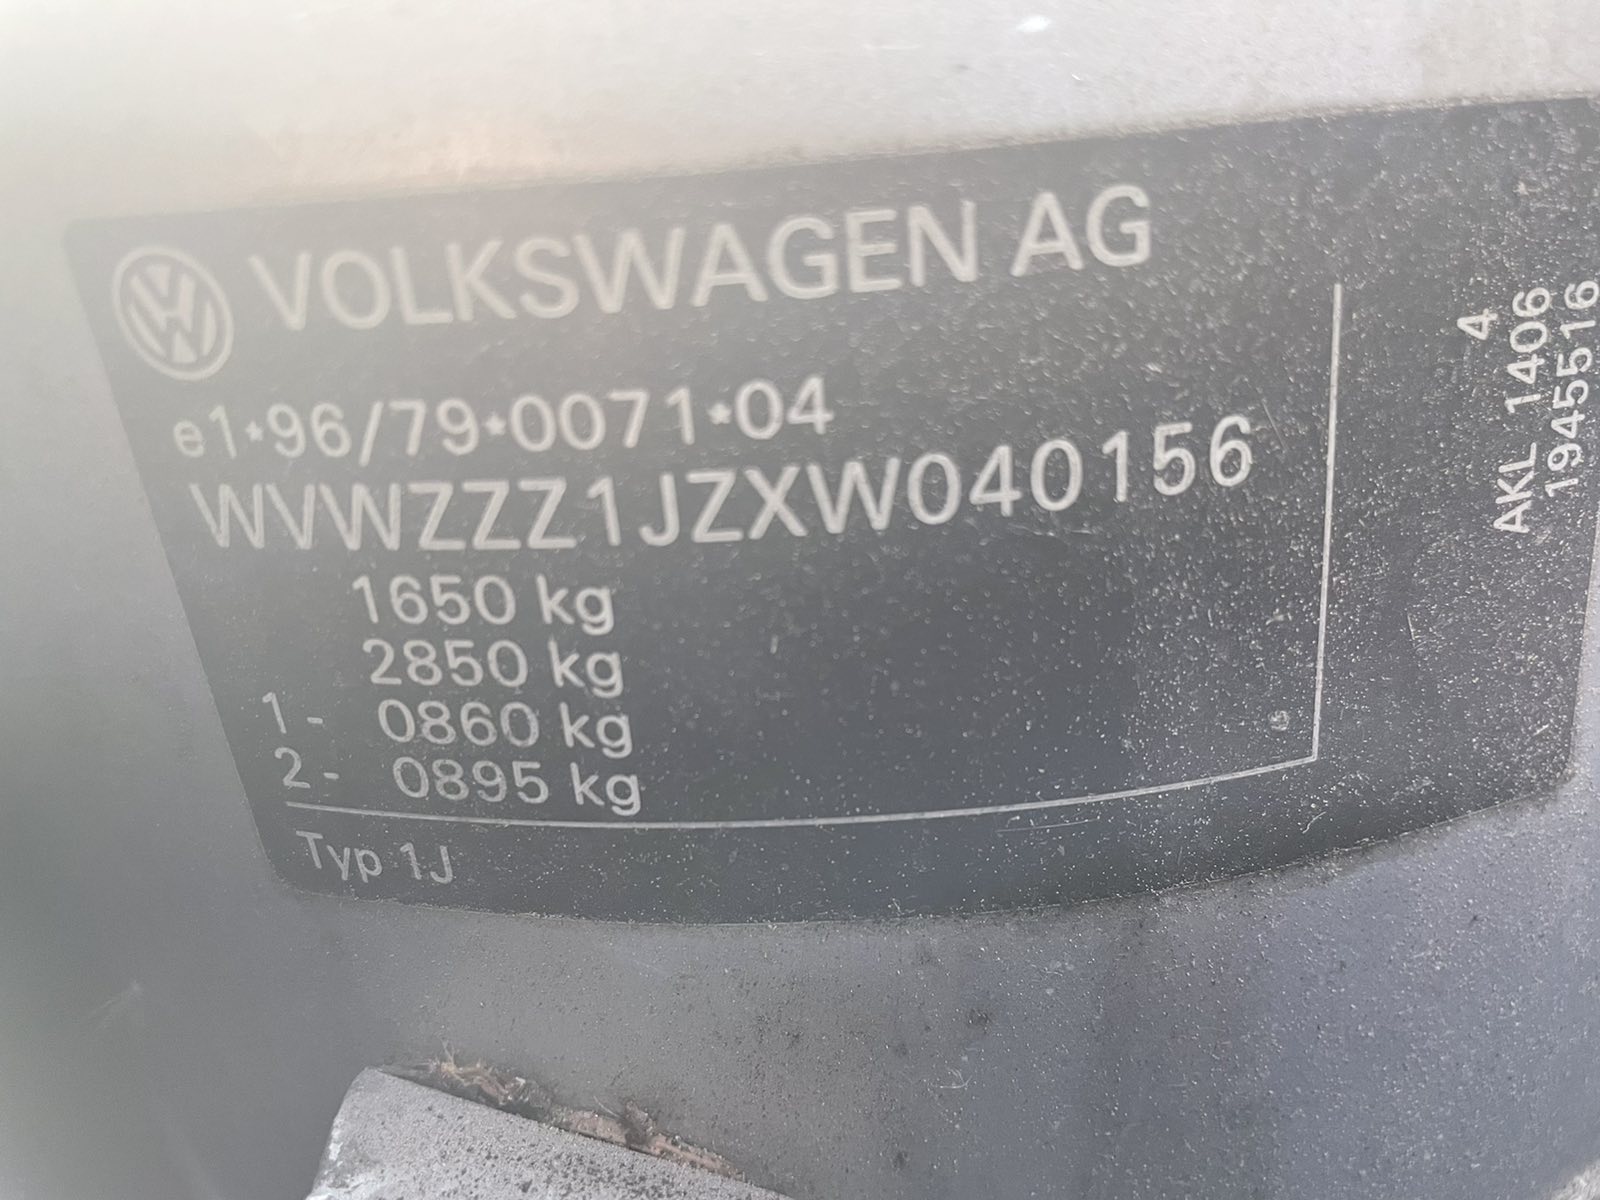 VOLKSWAGEN AG
e1*96/79*0071*04
WVWZZZ1JZXW040156
1650 kg
2850 kg
1- 0860 kg
2- 0895 kg
Typ 1J
4
AKL 1406
1945516